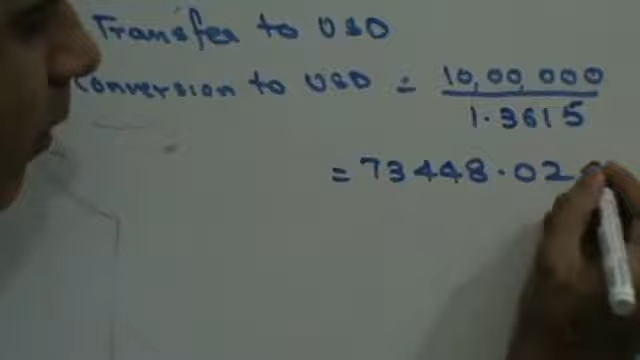 Transfer to USD
Conversion to USD = 10,00,000
1.3615
= 73448.02